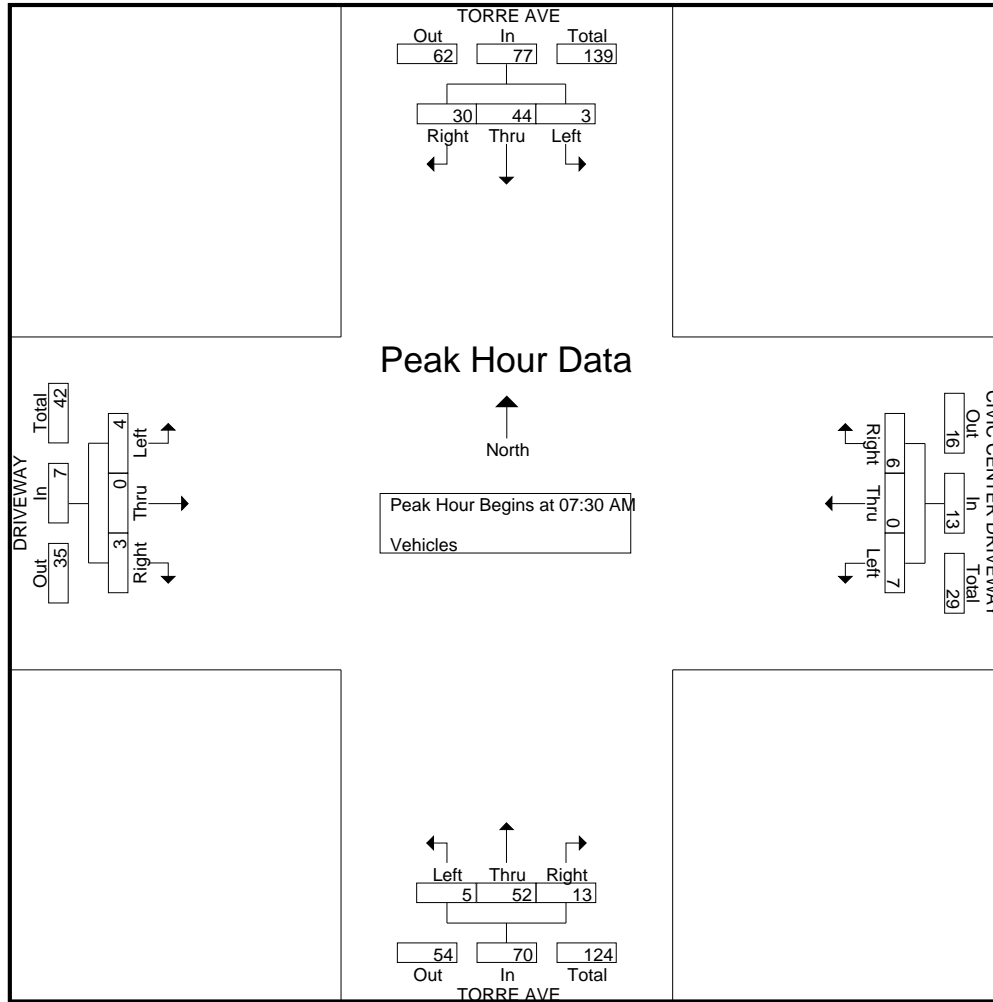 TORRE AVE
Out In Total
62 77 139
30 44 3
Right Thru Left
Peak Hour Data
North
Peak Hour Begins at 07:30 AM
Vehicles
DRIVEWAY
Out In Total
35 7 42
4 0 3
Left Thru Right
CIVIC CENTER DRIVEWAY
Out In Total
16 13 29
Right Thru Left
6 0 7
Left Thru Right
5 52 13
54 70 124
Out In Total
TORRE AVE